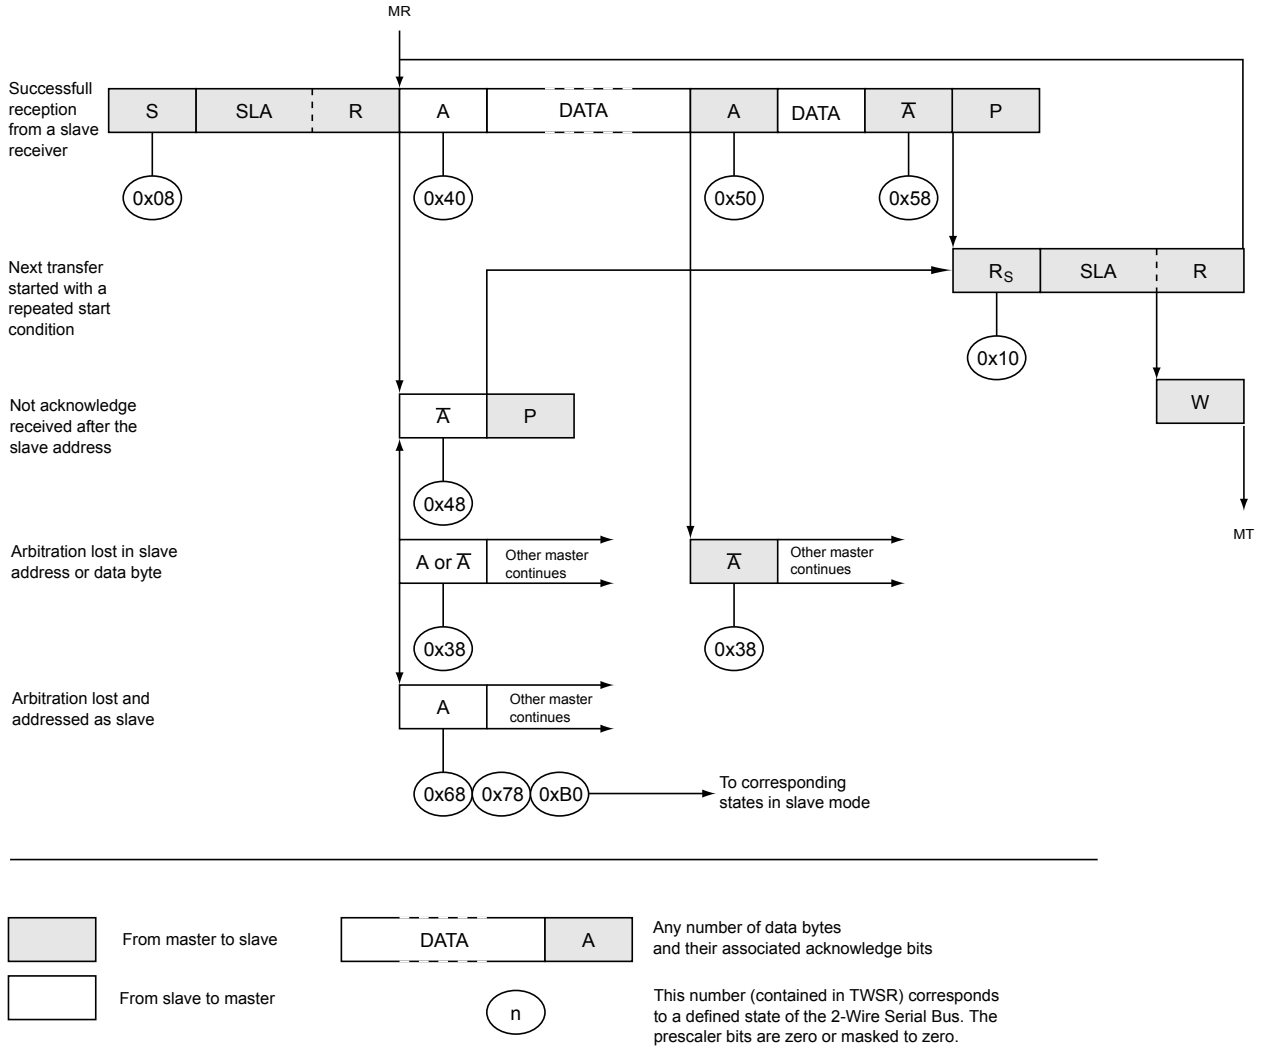 MR
Successfull
reception
from a slave
receiver
S SLA R A DATA A DATA A̅ P
0x08 0x40 0x50 0x58
Next transfer
started with a
repeated start
condition
RS SLA R
0x10
Not acknowledge
received after the
slave address
A̅ P
W
0x48
MT
Arbitration lost in slave
address or data byte
A or A̅
Other master
continues
A̅
Other master
continues
0x38 0x38
Arbitration lost and
addressed as slave
A
Other master
continues
0x68 0x78 0xB0
To corresponding
states in slave mode
From master to slave
DATA A
Any number of data bytes
and their associated acknowledge bits
From slave to master
n
This number (contained in TWSR) corresponds
to a defined state of the 2-Wire Serial Bus. The
prescaler bits are zero or masked to zero.